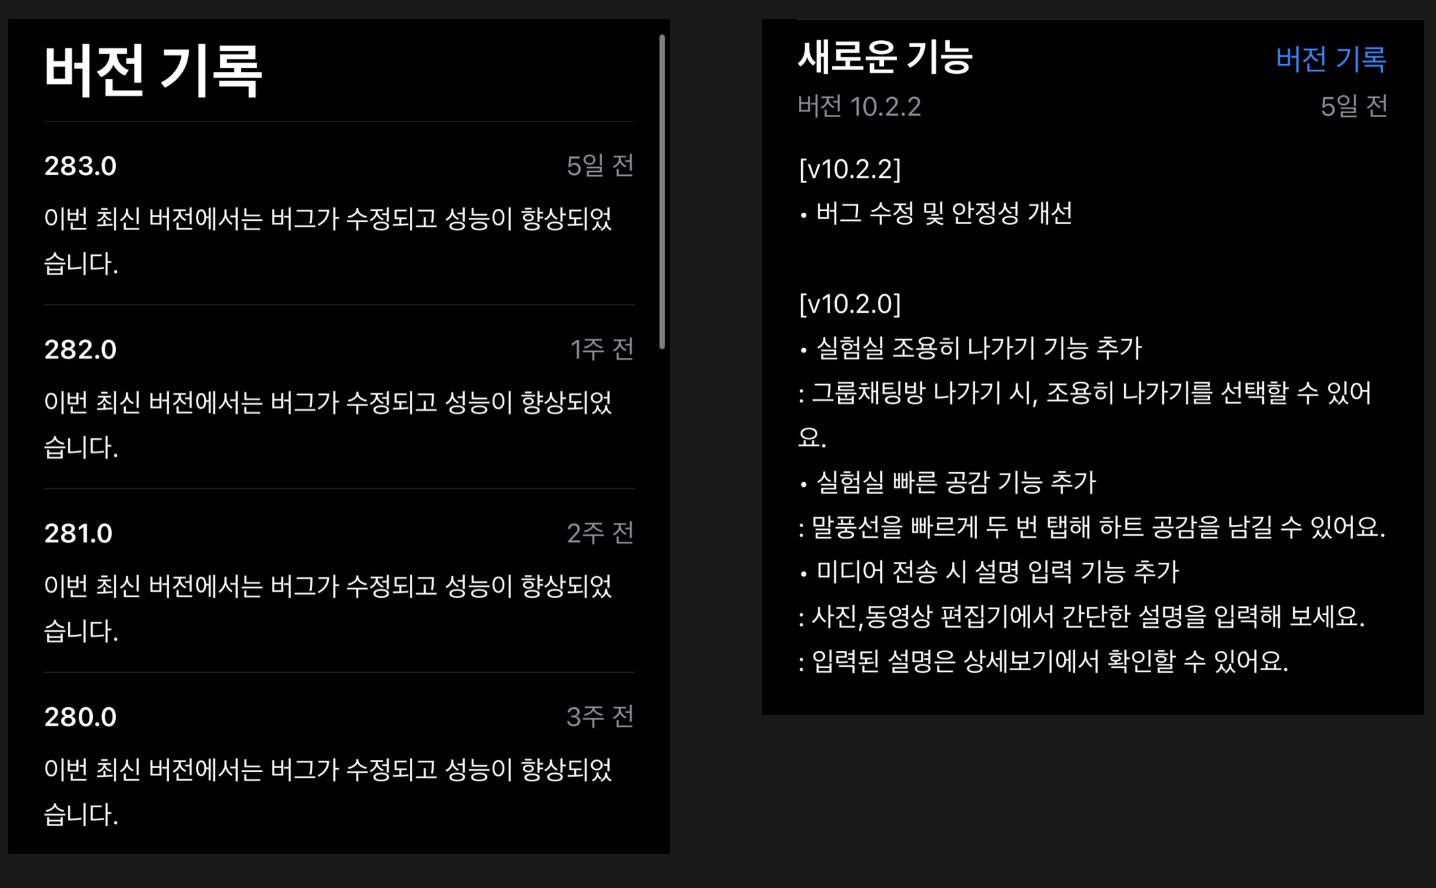 버전 기록
283.0
5일 전
이번 최신 버전에서는 버그가 수정되고 성능이 향상되었
습니다.
282.0
1주 전
이번 최신 버전에서는 버그가 수정되고 성능이 향상되었
습니다.
281.0
2주 전
이번 최신 버전에서는 버그가 수정되고 성능이 향상되었
습니다.
280.0
3주 전
이번 최신 버전에서는 버그가 수정되고 성능이 향상되었
습니다.
새로운 기능
버전 기록
버전 10.2.2
5일 전
[v10.2.2]
• 버그 수정 및 안정성 개선
[v10.2.0]
• 실험실 조용히 나가기 기능 추가
: 그룹채팅방 나가기 시, 조용히 나가기를 선택할 수 있어
요.
• 실험실 빠른 공감 기능 추가
: 말풍선을 빠르게 두 번 탭해 하트 공감을 남길 수 있어요.
• 미디어 전송 시 설명 입력 기능 추가
: 사진,동영상 편집기에서 간단한 설명을 입력해 보세요.
: 입력된 설명은 상세보기에서 확인할 수 있어요.